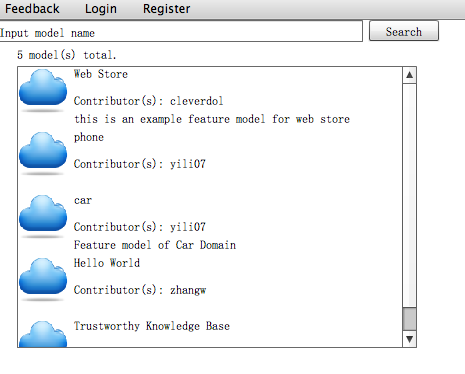 Feedback Login Register
Input model name Search
5 model(s) total.
Web Store
Contributor(s): cleverdol
this is an example feature model for web store
phone
Contributor(s): yili07
car
Contributor(s): yili07
Feature model of Car Domain
Hello World
Contributor(s): zhangw
Trustworthy Knowledge Base